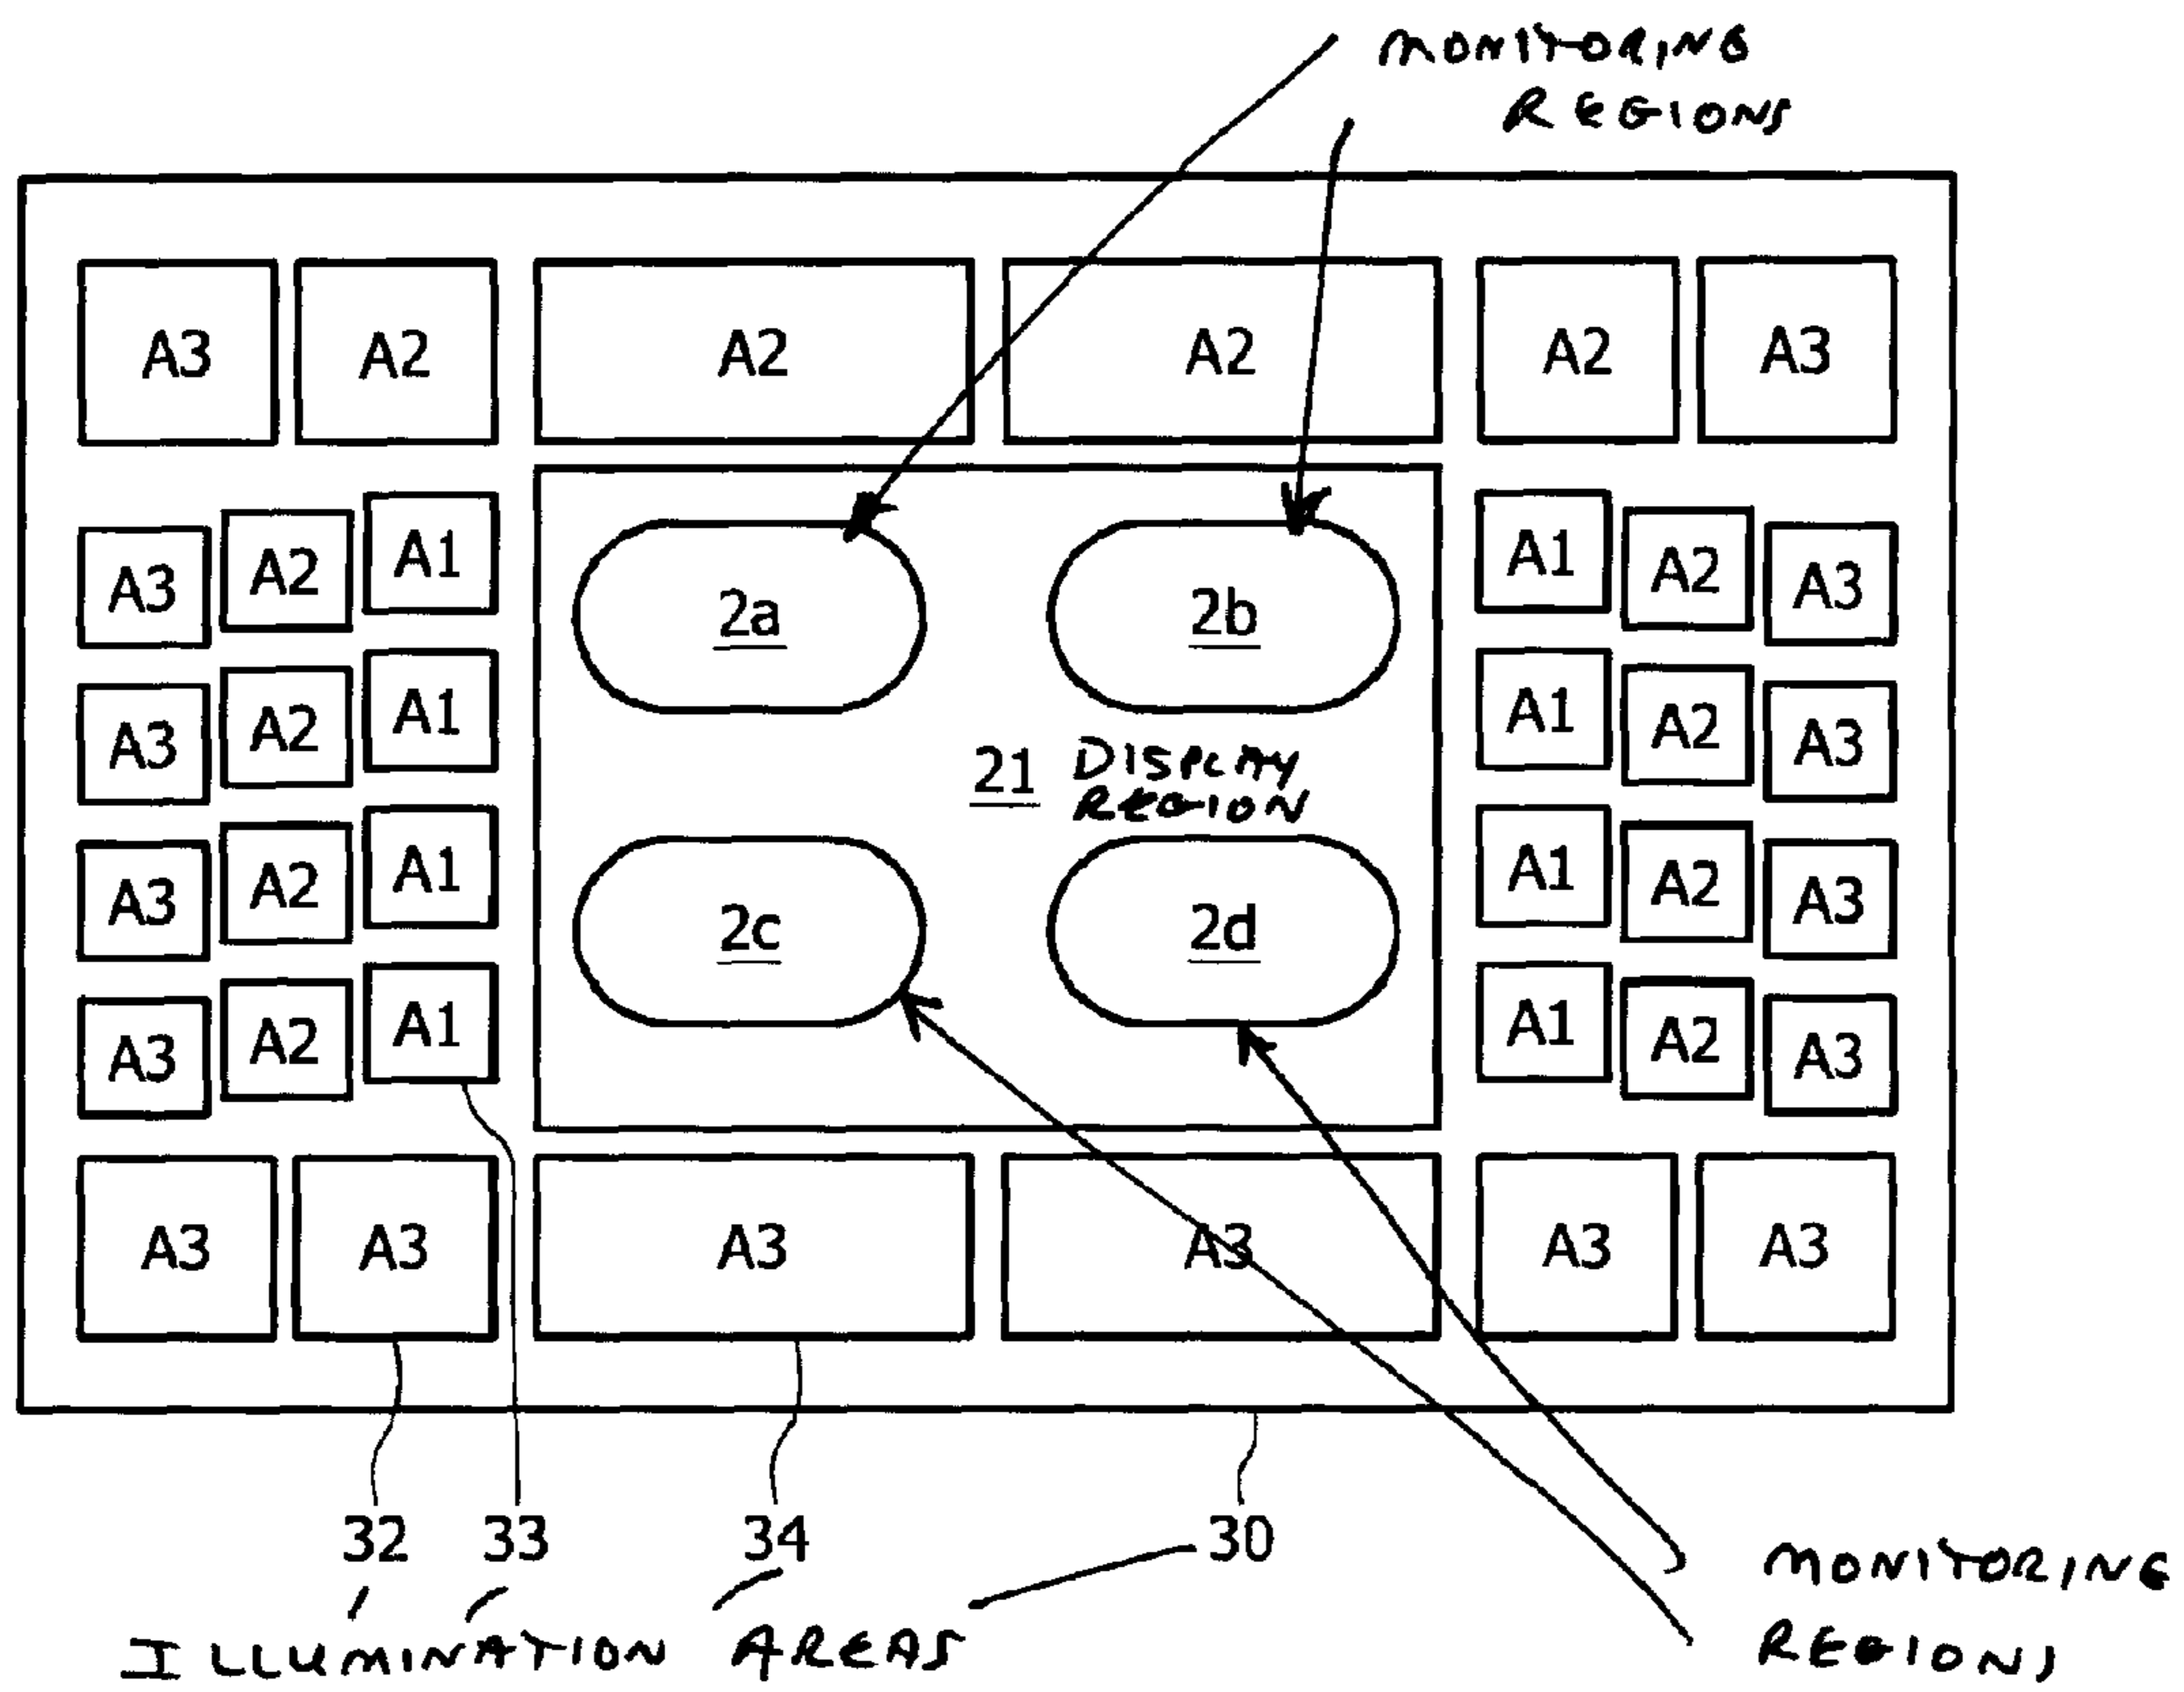 MONITORING
REGIONS
A3 A2 A2 A2 A2 A3
A3 A2 A1 2a 2b A1 A2 A3
A3 A2 A1 21 DISPLAY A1 A2 A3
REGION
A3 A2 A1 2c 2d A1 A2 A3
A3 A2 A1 A1 A2 A3
A3 A3 A3 A3 A3 A3
32 33 34 30
MONITORING
ILLUMINATION AREAS REGIONS